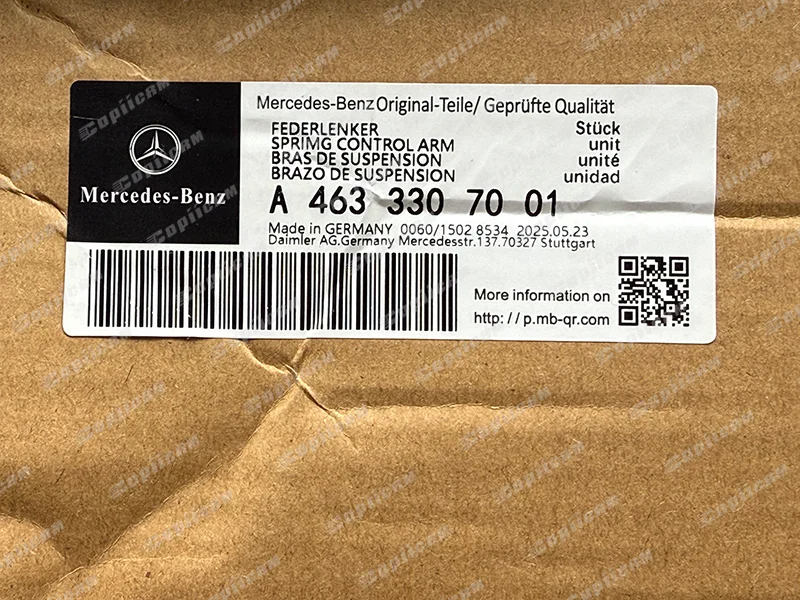 Mercedes-Benz Original-Teile/ Geprüfte Qualität
FEDERLENKER Stück
SPRIMG CONTROL ARM unit
BRAS DE SUSPENSION unité
BRAZO DE SUSPENSION unidad
Mercedes-Benz
A 463 330 70 01
Made in GERMANY 0060/1502 8534 2025.05.23
Daimler AG.Germany Mercedesstr.137.70327 Stuttgart
More information on
http: / / p.mb-qr.com
Copiicam